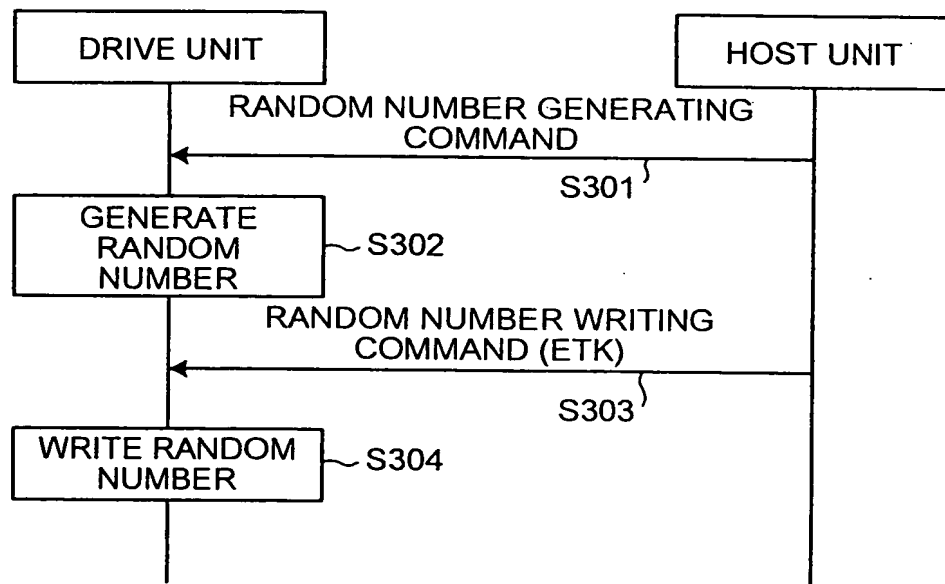 DRIVE UNIT
HOST UNIT
RANDOM NUMBER GENERATING
COMMAND
S301
GENERATE
RANDOM
NUMBER
S302
RANDOM NUMBER WRITING
COMMAND (ETK)
S303
WRITE RANDOM
NUMBER
S304